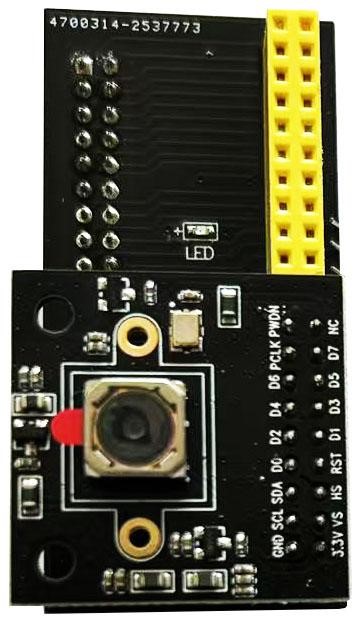 4700314-2537773
+
LED
PWDN NC
PCLK D7
D6 D5
D4 D3
D2 D1
D0 RST
SDA HS
SCL VS
GND 3.3V